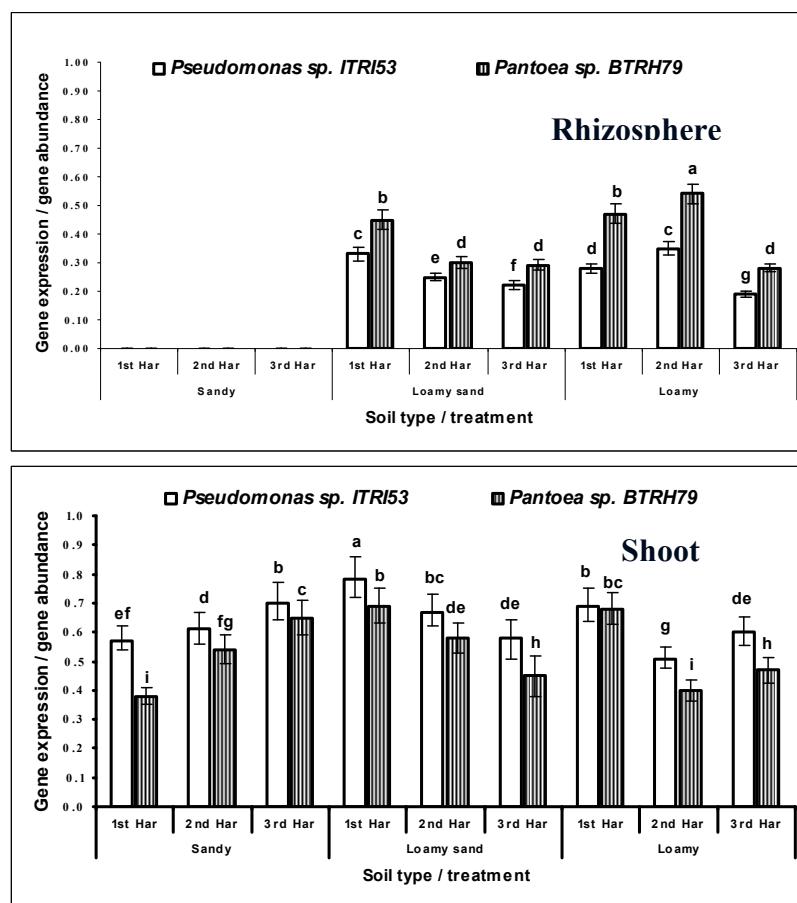 Pseudomonas sp. ITRI53 Pantoea sp. BTRH79
Rhizosphere
Gene expression / gene abundance
1.00
0.90
0.80
0.70
0.60
0.50
0.40
0.30
0.20
0.10
0.00
c b e d f d d b c a g d
1st Har 2nd Har 3rd Har 1st Har 2nd Har 3rd Har 1st Har 2nd Har 3rd Har
Sandy Loamy sand Loamy
Soil type / treatment
Pseudomonas sp. ITRI53 Pantoea sp. BTRH79
Shoot
Gene expression / gene abundance
1.0
0.9
0.8
0.7
0.6
0.5
0.4
0.3
0.2
0.1
0.0
ef i d fg b c a b bc de de h b bc g i de h
1st Har 2nd Har 3rd Har 1st Har 2nd Har 3rd Har 1st Har 2nd Har 3rd Har
Sandy Loamy sand Loamy
Soil type / treatment